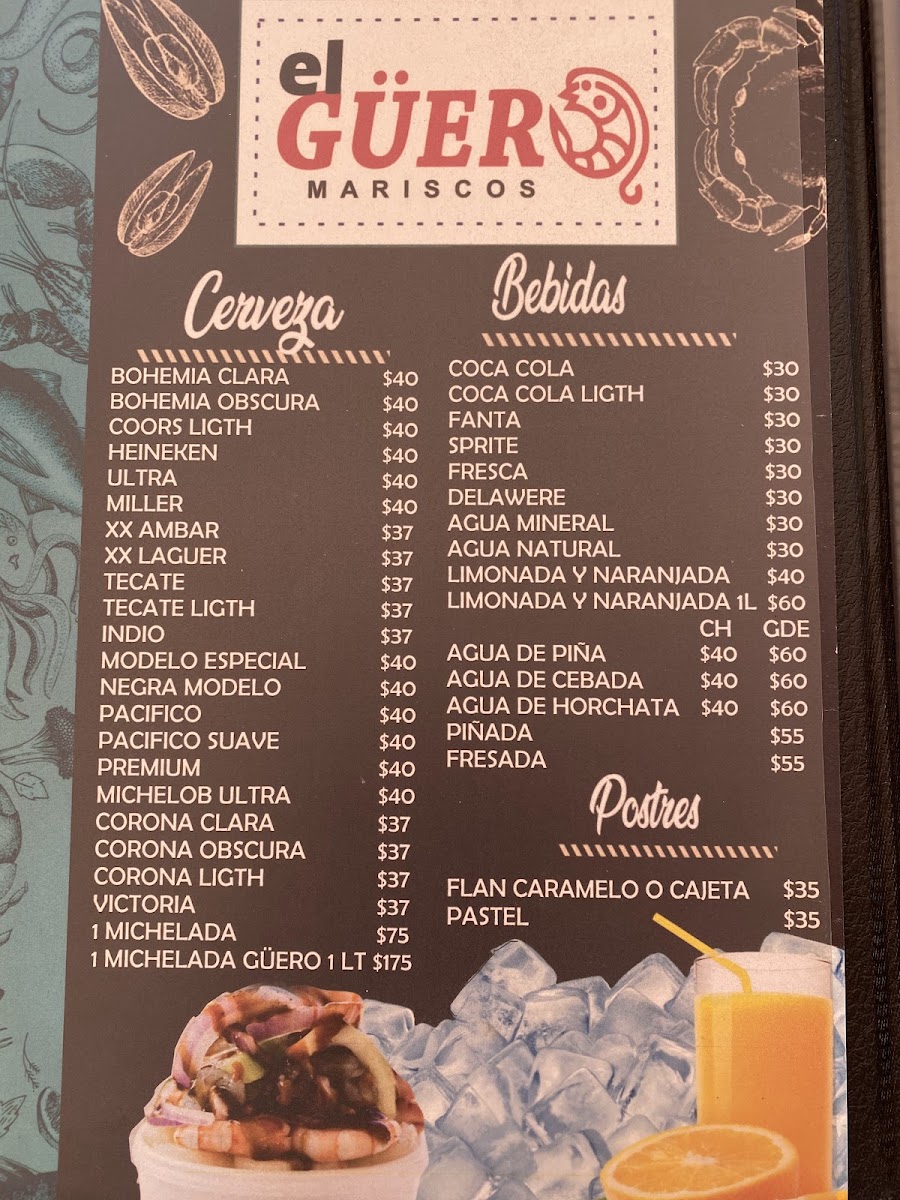 el
GÜERO
MARISCOS
Cerveza
BOHEMIA CLARA $40
BOHEMIA OBSCURA $40
COORS LIGTH $40
HEINEKEN $40
ULTRA $40
MILLER $40
XX AMBAR $37
XX LAGUER $37
TECATE $37
TECATE LIGTH $37
INDIO $37
MODELO ESPECIAL $40
NEGRA MODELO $40
PACIFICO $40
PACIFICO SUAVE $40
PREMIUM $40
MICHELOB ULTRA $40
CORONA CLARA $37
CORONA OBSCURA $37
CORONA LIGTH $37
VICTORIA $37
1 MICHELADA $75
1 MICHELADA GÜERO 1 LT $175
Bebidas
COCA COLA $30
COCA COLA LIGTH $30
FANTA $30
SPRITE $30
FRESCA $30
DELAWERE $30
AGUA MINERAL $30
AGUA NATURAL $30
LIMONADA Y NARANJADA $40
LIMONADA Y NARANJADA 1L $60
CH GDE
AGUA DE PIÑA $40 $60
AGUA DE CEBADA $40 $60
AGUA DE HORCHATA $40 $60
PIÑADA $55
FRESADA $55
Postres
FLAN CARAMELO O CAJETA $35
PASTEL $35